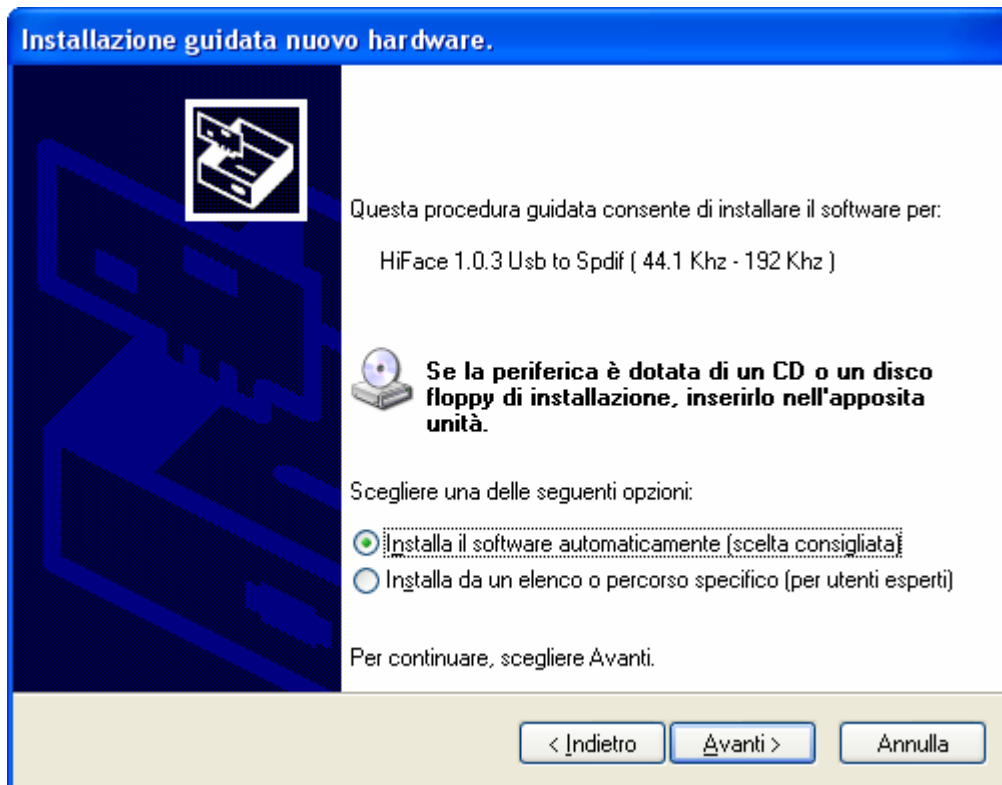 Installazione guidata nuovo hardware.
Questa procedura guidata consente di installare il software per:
HiFace 1.0.3 Usb to Spdif ( 44.1 Khz - 192 Khz )
Se la periferica è dotata di un CD o un disco
floppy di installazione, inserirlo nell'apposita
unità.
Scegliere una delle seguenti opzioni:
Installa il software automaticamente (scelta consigliata)
Installa da un elenco o percorso specifico (per utenti esperti)
Per continuare, scegliere Avanti.
< Indietro Avanti > Annulla